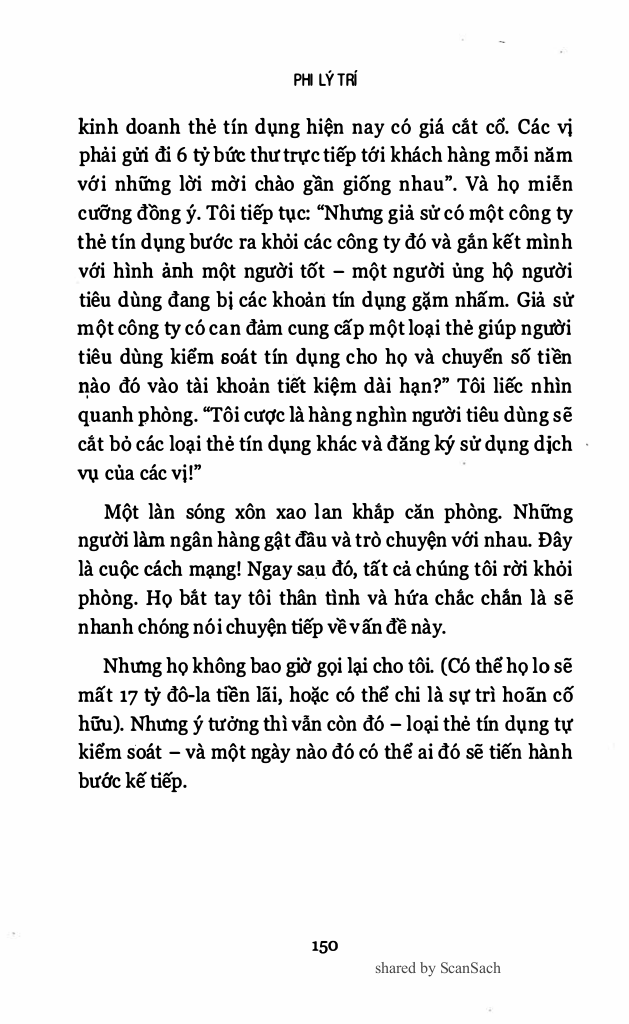 PHI LÝ TRÍ
kinh doanh thẻ tín dụng hiện nay có giá cắt cổ. Các vị
phải gửi đi 6 tỷ bức thư trực tiếp tới khách hàng mỗi năm
với những lời mời chào gần giống nhau”. Và họ miễn
cưỡng đồng ý. Tôi tiếp tục: “Nhưng giả sử có một công ty
thẻ tín dụng bước ra khỏi các công ty đó và gắn kết mình
với hình ảnh một người tốt – một người ủng hộ người
tiêu dùng đang bị các khoản tín dụng gặm nhấm. Giả sử
một công ty có can đảm cung cấp một loại thẻ giúp người
tiêu dùng kiểm soát tín dụng cho họ và chuyển số tiền
nào đó vào tài khoản tiết kiệm dài hạn?” Tôi liếc nhìn
quanh phòng. “Tôi cược là hàng nghìn người tiêu dùng sẽ
cắt bỏ các loại thẻ tín dụng khác và đăng ký sử dụng dịch
vụ của các vị!”
Một làn sóng xôn xao lan khắp căn phòng. Những
người làm ngân hàng gật đầu và trò chuyện với nhau. Đây
là cuộc cách mạng! Ngay sau đó, tất cả chúng tôi rời khỏi
phòng. Họ bắt tay tôi thân tình và hứa chắc chắn là sẽ
nhanh chóng nói chuyện tiếp về vấn đề này.
Nhưng họ không bao giờ gọi lại cho tôi. (Có thể họ lo sẽ
mất 17 tỷ đô-la tiền lãi, hoặc có thể chi là sự trì hoãn cố
hữu). Nhưng ý tưởng thì vẫn còn đó – loại thẻ tín dụng tự
kiểm soát – và một ngày nào đó có thể ai đó sẽ tiến hành
bước kế tiếp.
150
shared by ScanSach